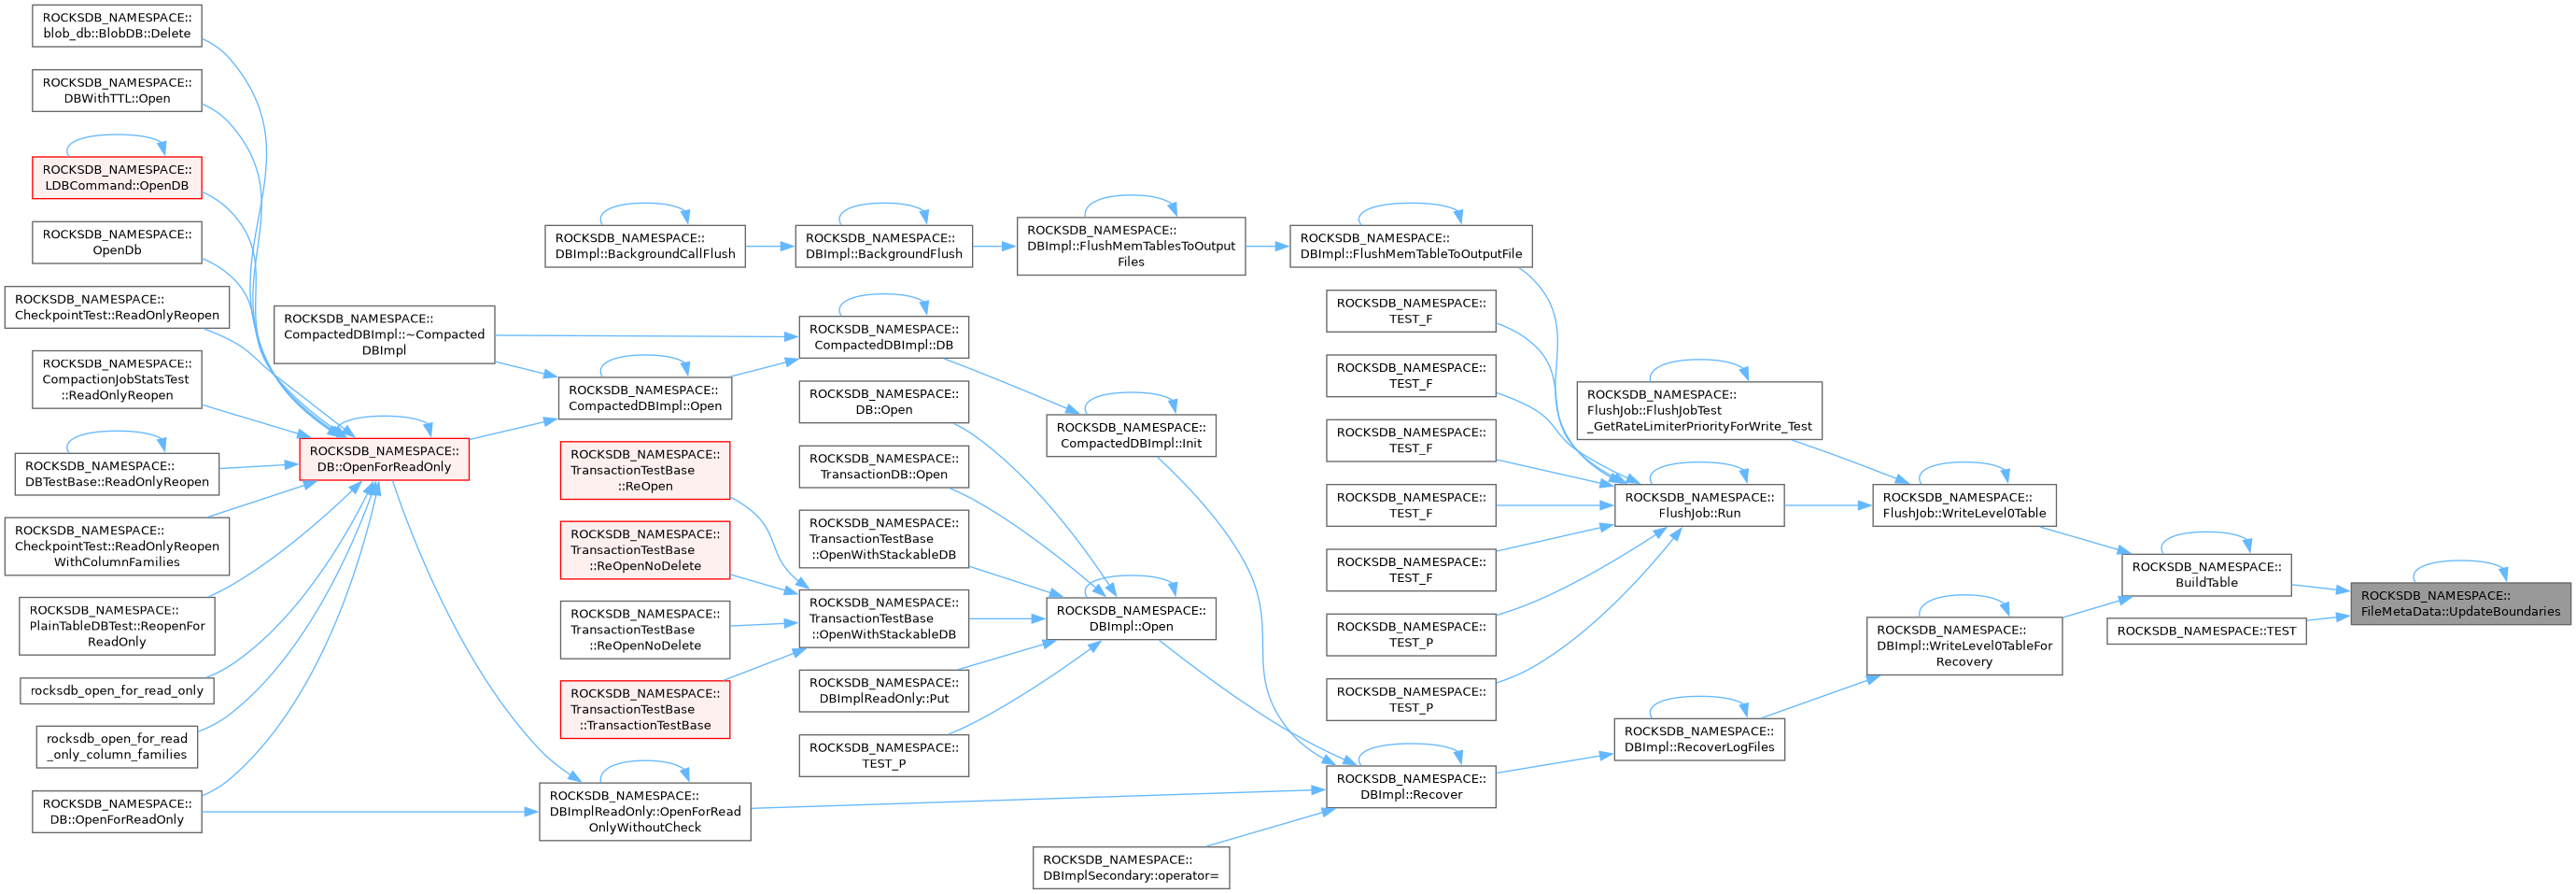 ROCKSDB_NAMESPACE::
blob_db::BlobDB::Delete
ROCKSDB_NAMESPACE::
DBWithTTL::Open
ROCKSDB_NAMESPACE::
LDBCommand::OpenDB
ROCKSDB_NAMESPACE::
OpenDb
ROCKSDB_NAMESPACE::
CheckpointTest::ReadOnlyReopen
ROCKSDB_NAMESPACE::
CompactionJobStatsTest
::ReadOnlyReopen
ROCKSDB_NAMESPACE::
DBTestBase::ReadOnlyReopen
ROCKSDB_NAMESPACE::
CheckpointTest::ReadOnlyReopen
WithColumnFamilies
ROCKSDB_NAMESPACE::
PlainTableDBTest::ReopenFor
ReadOnly
rocksdb_open_for_read_only
rocksdb_open_for_read
_only_column_families
ROCKSDB_NAMESPACE::
DB::OpenForReadOnly
ROCKSDB_NAMESPACE::
CompactedDBImpl::~Compacted
DBImpl
ROCKSDB_NAMESPACE::
DB::OpenForReadOnly
ROCKSDB_NAMESPACE::
DBImpl::BackgroundCallFlush
ROCKSDB_NAMESPACE::
CompactedDBImpl::Open
ROCKSDB_NAMESPACE::
TransactionTestBase
::ReOpen
ROCKSDB_NAMESPACE::
TransactionTestBase
::ReOpenNoDelete
ROCKSDB_NAMESPACE::
TransactionTestBase
::ReOpenNoDelete
ROCKSDB_NAMESPACE::
TransactionTestBase
::TransactionTestBase
ROCKSDB_NAMESPACE::
DBImplReadOnly::OpenForRead
OnlyWithoutCheck
ROCKSDB_NAMESPACE::
DBImpl::BackgroundFlush
ROCKSDB_NAMESPACE::
CompactedDBImpl::DB
ROCKSDB_NAMESPACE::
DB::Open
ROCKSDB_NAMESPACE::
TransactionDB::Open
ROCKSDB_NAMESPACE::
TransactionTestBase
::OpenWithStackableDB
ROCKSDB_NAMESPACE::
TransactionTestBase
::OpenWithStackableDB
ROCKSDB_NAMESPACE::
DBImplReadOnly::Put
ROCKSDB_NAMESPACE::
TEST_P
ROCKSDB_NAMESPACE::
DBImpl::FlushMemTablesToOutput
Files
ROCKSDB_NAMESPACE::
CompactedDBImpl::Init
ROCKSDB_NAMESPACE::
DBImpl::Open
ROCKSDB_NAMESPACE::
DBImplSecondary::operator=
ROCKSDB_NAMESPACE::
DBImpl::FlushMemTableToOutputFile
ROCKSDB_NAMESPACE::
TEST_F
ROCKSDB_NAMESPACE::
TEST_F
ROCKSDB_NAMESPACE::
TEST_F
ROCKSDB_NAMESPACE::
TEST_F
ROCKSDB_NAMESPACE::
TEST_F
ROCKSDB_NAMESPACE::
TEST_P
ROCKSDB_NAMESPACE::
TEST_P
ROCKSDB_NAMESPACE::
DBImpl::Recover
ROCKSDB_NAMESPACE::
FlushJob::FlushJobTest
_GetRateLimiterPriorityForWrite_Test
ROCKSDB_NAMESPACE::
FlushJob::Run
ROCKSDB_NAMESPACE::
DBImpl::RecoverLogFiles
ROCKSDB_NAMESPACE::
FlushJob::WriteLevel0Table
ROCKSDB_NAMESPACE::
DBImpl::WriteLevel0TableFor
Recovery
ROCKSDB_NAMESPACE::
BuildTable
ROCKSDB_NAMESPACE::TEST
ROCKSDB_NAMESPACE::
FileMetaData::UpdateBoundaries